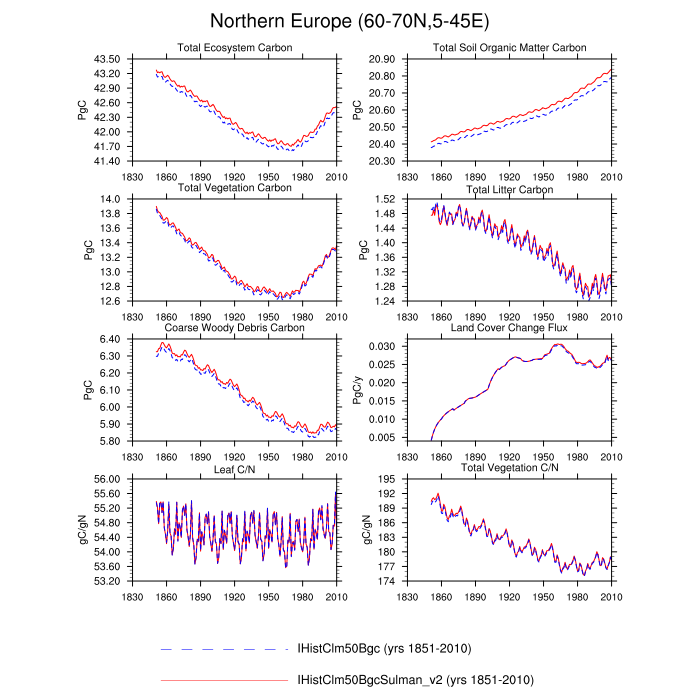 Northern Europe (60-70N,5-45E)
Total Ecosystem Carbon
PgC
43.50
43.20
42.90
42.60
42.30
42.00
41.70
41.40
1830 1860 1890 1920 1950 1980 2010
Total Soil Organic Matter Carbon
PgC
20.90
20.80
20.70
20.60
20.50
20.40
20.30
1830 1860 1890 1920 1950 1980 2010
Total Vegetation Carbon
PgC
14.0
13.8
13.6
13.4
13.2
13.0
12.8
12.6
1830 1860 1890 1920 1950 1980 2010
Total Litter Carbon
PgC
1.52
1.48
1.44
1.40
1.36
1.32
1.28
1.24
1830 1860 1890 1920 1950 1980 2010
Coarse Woody Debris Carbon
PgC
6.40
6.30
6.20
6.10
6.00
5.90
5.80
1830 1860 1890 1920 1950 1980 2010
Land Cover Change Flux
PgC/y
0.030
0.025
0.020
0.015
0.010
0.005
1830 1860 1890 1920 1950 1980 2010
Leaf C/N
gC/gN
56.00
55.60
55.20
54.80
54.40
54.00
53.60
53.20
1830 1860 1890 1920 1950 1980 2010
Total Vegetation C/N
gC/gN
195
192
189
186
183
180
177
174
1830 1860 1890 1920 1950 1980 2010
IHistClm50Bgc (yrs 1851-2010)
IHistClm50BgcSulman_v2 (yrs 1851-2010)